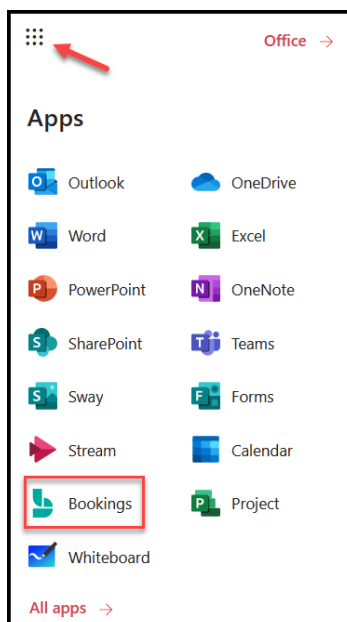 Office →
Apps
Outlook
OneDrive
Word
Excel
PowerPoint
OneNote
SharePoint
Teams
Sway
Forms
Stream
Calendar
Bookings
Project
Whiteboard
All apps →